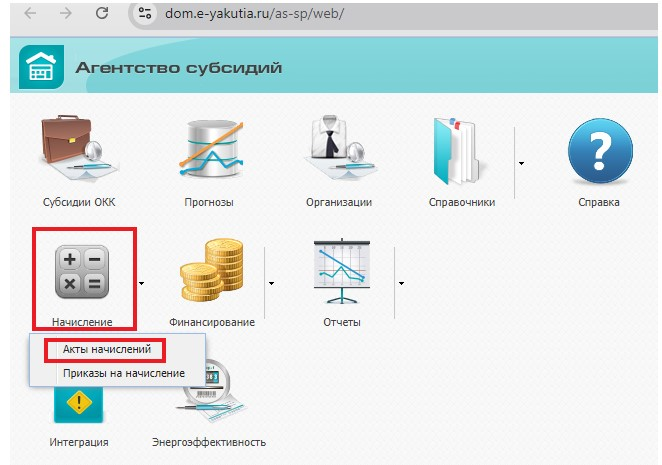 dom.e-yakutia.ru/as-sp/web/
Агентство субсидий
Субсидии ОКК
Прогнозы
Организации
Справочники
Справка
Начисление
Финансирование
Отчеты
Акты начислений
Приказы на начисление
Интеграция
Энергоэффективность